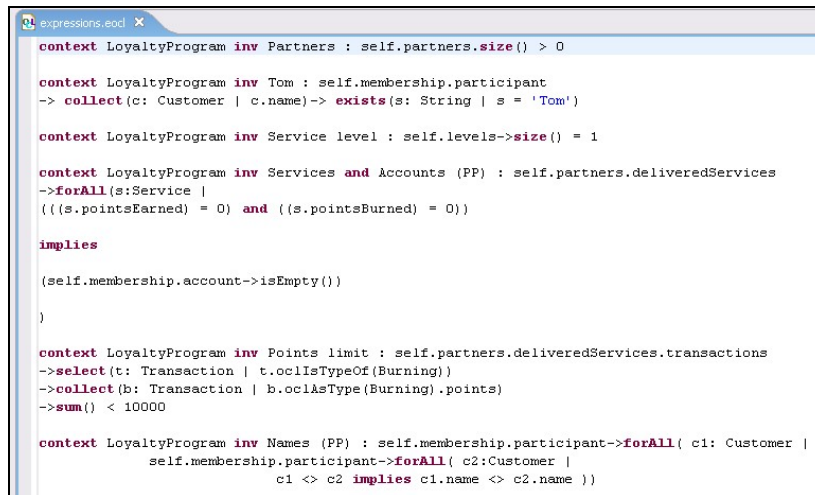 expressions.eocl
context LoyaltyProgram inv Partners : self.partners.size() > 0
context LoyaltyProgram inv Tom : self.membership.participant
-> collect(c: Customer | c.name)-> exists(s: String | s = 'Tom')
context LoyaltyProgram inv Service level : self.levels->size() = 1
context LoyaltyProgram inv Services and Accounts (PP) : self.partners.deliveredServices
->forAll(s:Service |
(((s.pointsEarned) = 0) and ((s.pointsBurned) = 0))
implies
(self.membership.account->isEmpty())
)
context LoyaltyProgram inv Points limit : self.partners.deliveredServices.transactions
->select(t: Transaction | t.oclIsTypeOf(Burning))
->collect(b: Transaction | b.oclAsType(Burning).points)
->sum() < 10000
context LoyaltyProgram inv Names (PP) : self.membership.participant->forAll( c1: Customer |
self.membership.participant->forAll( c2:Customer |
c1 <> c2 implies c1.name <> c2.name ))